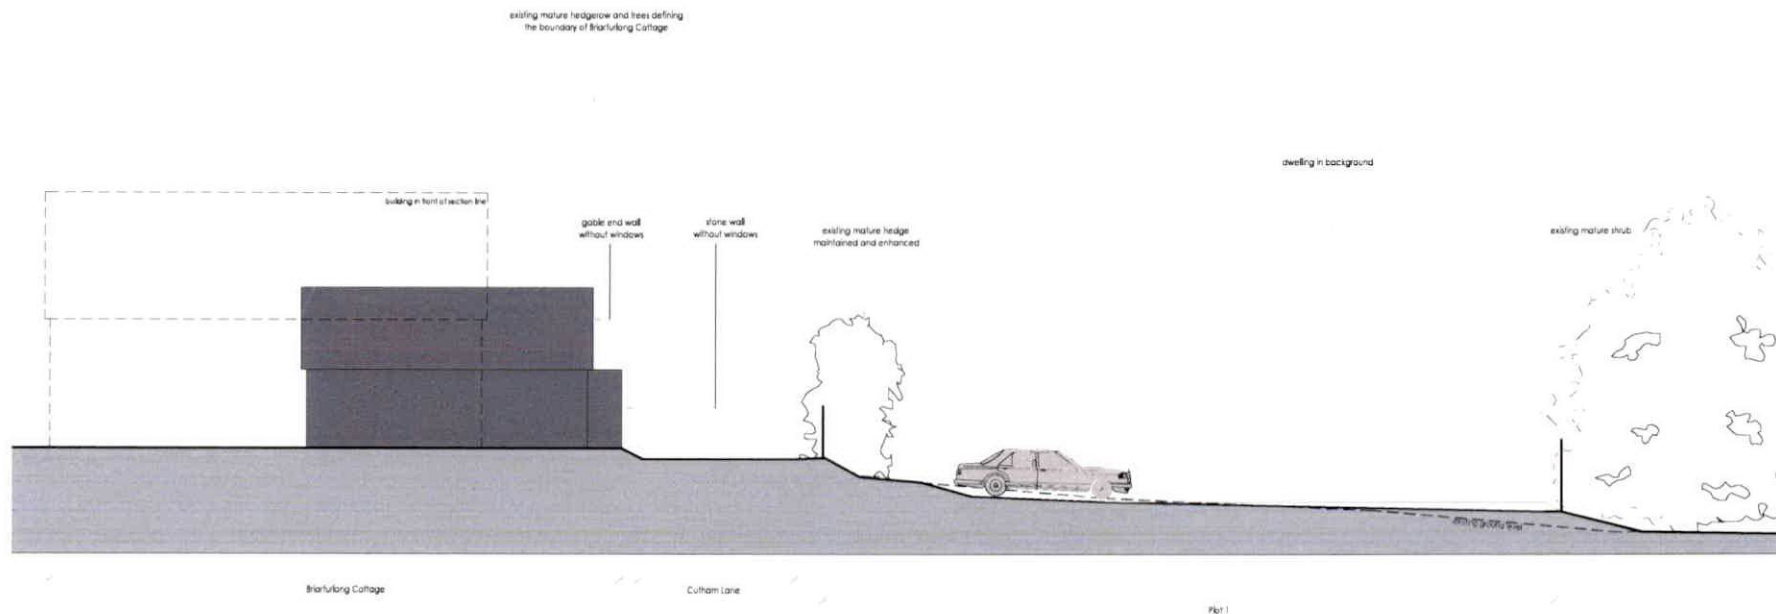 existing mature hedgerow and trees defining
the boundary of Briarfurlong Cottage
dwelling in background
building in front of section line
gable end wall
without windows
stone wall
without windows
existing mature hedge
maintained and enhanced
existing mature shrub
Briarfurlong Cottage
Cutham Lane
Plot 1